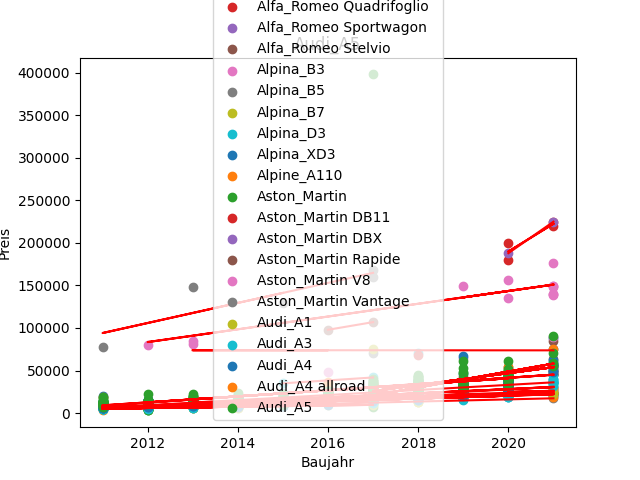 Alfa_Romeo Quadrifoglio
Alfa_Romeo Sportwagon
Audi_A5
Alfa_Romeo Stelvio
Alpina_B3
Alpina_B5
Alpina_B7
Alpina_D3
Alpina_XD3
Alpine_A110
Aston_Martin
Aston_Martin DB11
Aston_Martin DBX
Aston_Martin Rapide
Aston_Martin V8
Aston_Martin Vantage
Audi_A1
Audi_A3
Audi_A4
Audi_A4 allroad
Audi_A5
400000
350000
300000
250000
200000
150000
100000
50000
0
Preis
2012
2014
2016
2018
2020
Baujahr